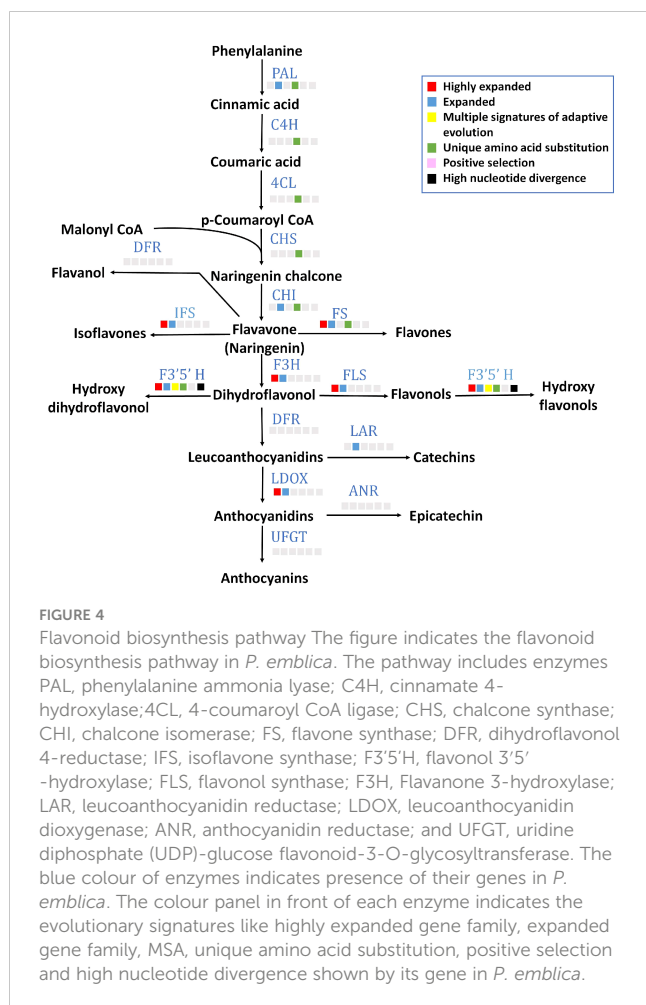 Phenylalanine
PAL
Cinnamic acid
C4H
Coumaric acid
4CL
p-Coumaroyl CoA
Malonyl CoA
CHS
DFR
Flavanol
Naringenin chalcone
CHI
IFS
FS
Isoflavones
Flavavone
(Naringenin)
Flavones
F3'5' H
F3H
FLS
F3'5' H
Hydroxy
dihydroflavonol
Dihydroflavonol
Flavonols
Hydroxy
flavonols
DFR
LAR
Leucoanthocyanidins
Catechins
LDOX
ANR
Anthocyanidins
Epicatechin
UFGT
Anthocyanins
Highly expanded
Expanded
Multiple signatures of adaptive
evolution
Unique amino acid substitution
Positive selection
High nucleotide divergence
FIGURE 4
Flavonoid biosynthesis pathway The figure indicates the flavonoid
biosynthesis pathway in P. emblica. The pathway includes enzymes
PAL, phenylalanine ammonia lyase; C4H, cinnamate 4-
hydroxylase;4CL, 4-coumaroyl CoA ligase; CHS, chalcone synthase;
CHI, chalcone isomerase; FS, flavone synthase; DFR, dihydroflavonol
4-reductase; IFS, isoflavone synthase; F3'5'H, flavonol 3′5′
-hydroxylase; FLS, flavonol synthase; F3H, Flavanone 3-hydroxylase;
LAR, leucoanthocyanidin reductase; LDOX, leucoanthocyanidin
dioxygenase; ANR, anthocyanidin reductase; and UFGT, uridine
diphosphate (UDP)-glucose flavonoid-3-O-glycosyltransferase. The
blue colour of enzymes indicates presence of their genes in P.
emblica. The colour panel in front of each enzyme indicates the
evolutionary signatures like highly expanded gene family, expanded
gene family, MSA, unique amino acid substitution, positive selection
and high nucleotide divergence shown by its gene in P. emblica.